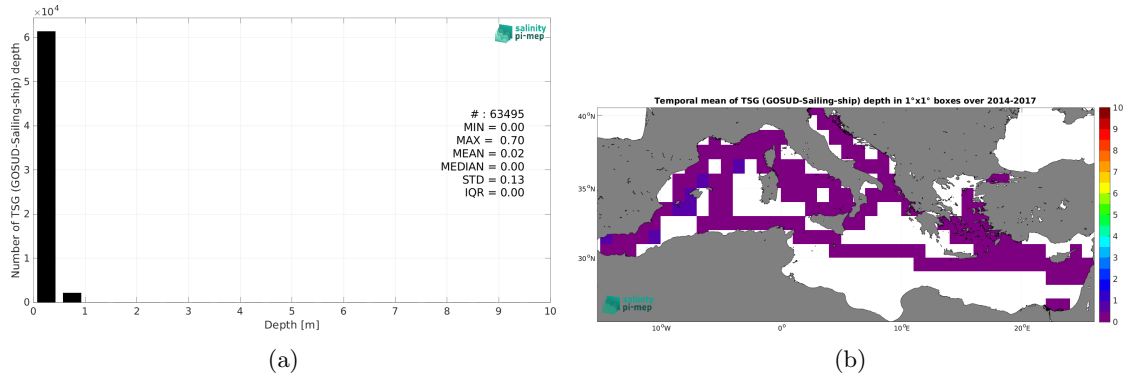 ×10⁴
salinity
pi-mep
Number of TSG (GOSUD-Sailing-ship) depth
6
5
4
3
2
1
0
# : 63495
MIN = 0.00
MAX = 0.70
MEAN = 0.02
MEDIAN = 0.00
STD = 0.13
IQR = 0.00
0 1 2 3 4 5 6 7 8 9 10
Depth [m]
(a)
Temporal mean of TSG (GOSUD-Sailing-ship) depth in 1°x1° boxes over 2014-2017
40°N
35°N
30°N
10°W 0° 10°E 20°E
salinity
pi-mep
10
9
8
7
6
5
4
3
2
1
0
(b)